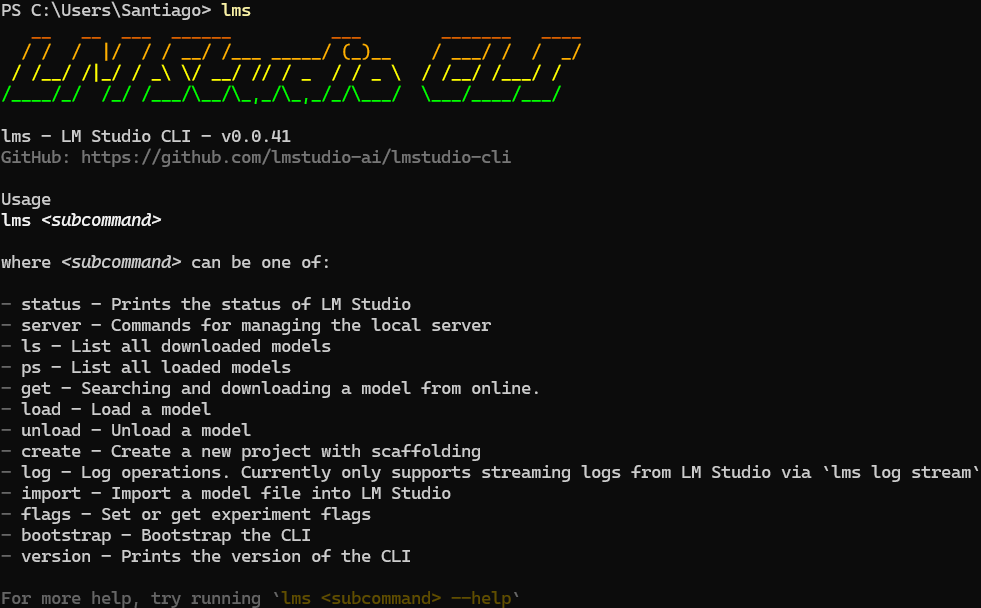 PS C:\Users\Santiago> lms
LM Studio CLI
lms - LM Studio CLI - v0.0.41
GitHub: https://github.com/lmstudio-ai/lmstudio-cli
Usage
lms <subcommand>
where <subcommand> can be one of:
- status - Prints the status of LM Studio
- server - Commands for managing the local server
- ls - List all downloaded models
- ps - List all loaded models
- get - Searching and downloading a model from online.
- load - Load a model
- unload - Unload a model
- create - Create a new project with scaffolding
- log - Log operations. Currently only supports streaming logs from LM Studio via `lms log stream`
- import - Import a model file into LM Studio
- flags - Set or get experiment flags
- bootstrap - Bootstrap the CLI
- version - Prints the version of the CLI
For more help, try running `lms <subcommand> --help`